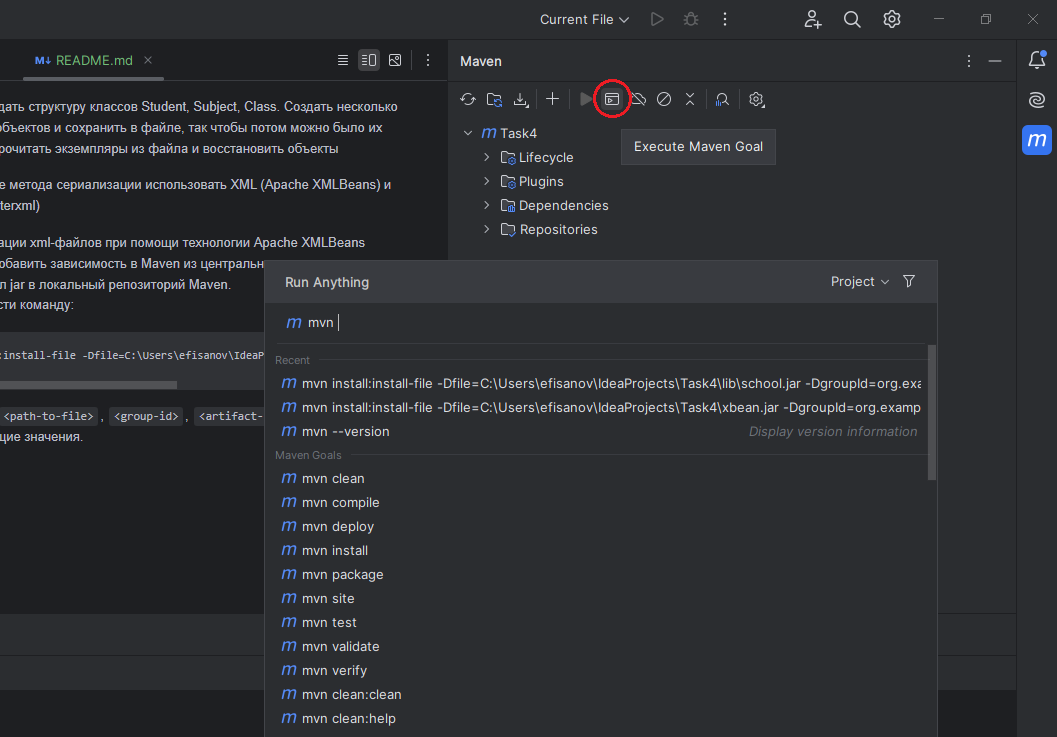 Current File
M↓ README.md
Maven
дать структуру классов Student, Subject, Class. Создать несколько
объектов и сохранить в файле, так чтобы потом можно было их
рочитать экземпляры из файла и восстановить объекты
е метода сериализации использовать XML (Apache XMLBeans) и
terxml)
ации xml-файлов при помощи технологии Apache XMLBeans
обавить зависимость в Maven из центральн
л jar в локальный репозиторий Maven.
сти команду:
:install-file -Dfile=C:\Users\efisanov\IdeaP
<path-to-file>, <group-id>, <artifact-
щие значения.
m Task4
Lifecycle
Plugins
Dependencies
Repositories
Execute Maven Goal
m
Run Anything
Project
m mvn
Recent
m mvn install:install-file -Dfile=C:\Users\efisanov\IdeaProjects\Task4\lib\school.jar -DgroupId=org.exa
m mvn install:install-file -Dfile=C:\Users\efisanov\IdeaProjects\Task4\xbean.jar -DgroupId=org.examp
m mvn --version Display version information
Maven Goals
m mvn clean
m mvn compile
m mvn deploy
m mvn install
m mvn package
m mvn site
m mvn test
m mvn validate
m mvn verify
m mvn clean:clean
m mvn clean:help